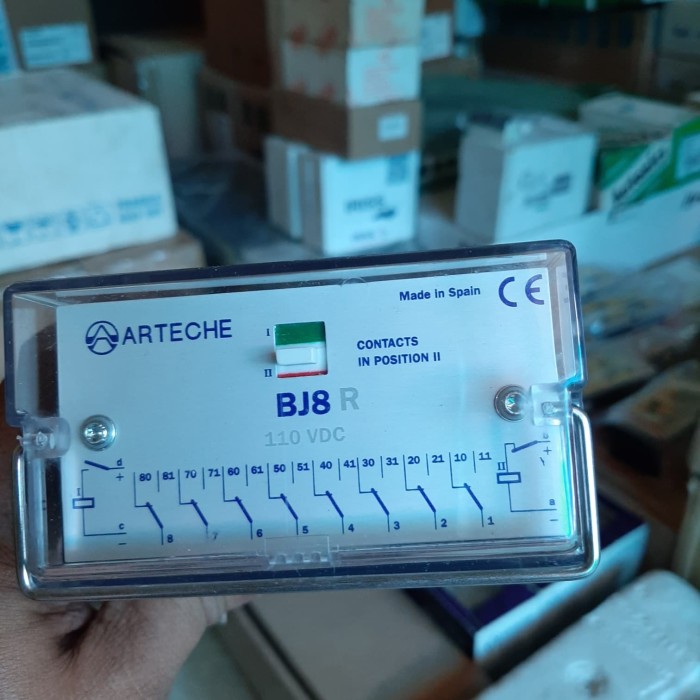 Made in Spain CE
ARTECHE
I
CONTACTS
IN POSITION II
II
BJ8 R
110 VDC
d 80 81 70 71 60 61 50 51 40 41 30 31 20 21 10 11
+ +
I II
c a
8 7 6 5 4 3 2 1
- -